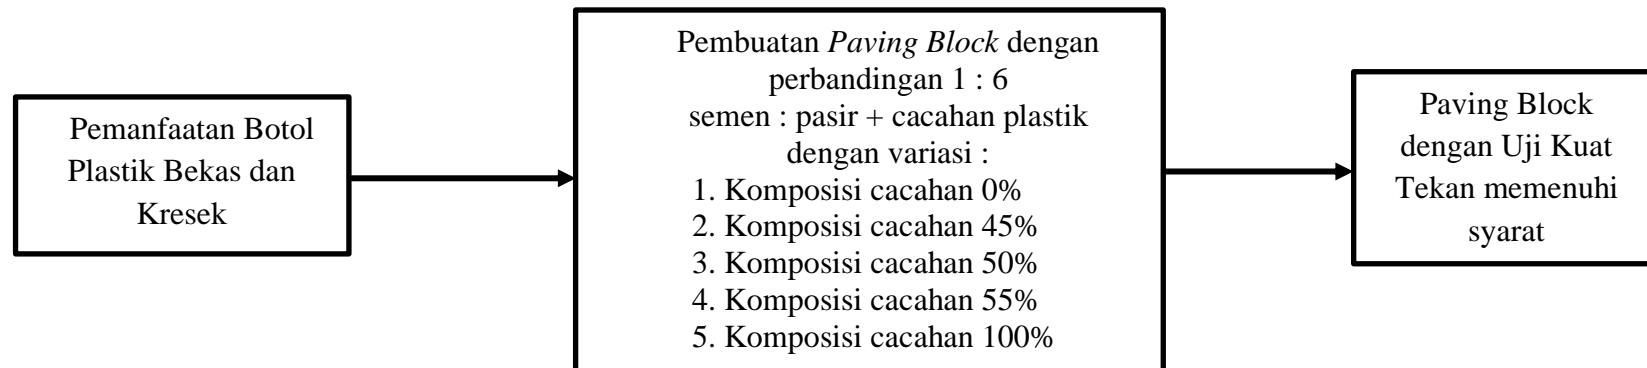 Pemanfaatan Botol
Plastik Bekas dan
Kresek
Pembuatan Paving Block dengan
perbandingan 1 : 6
semen : pasir + cacahan plastik
dengan variasi :
1. Komposisi cacahan 0%
2. Komposisi cacahan 45%
3. Komposisi cacahan 50%
4. Komposisi cacahan 55%
5. Komposisi cacahan 100%
Paving Block
dengan Uji Kuat
Tekan memenuhi
syarat